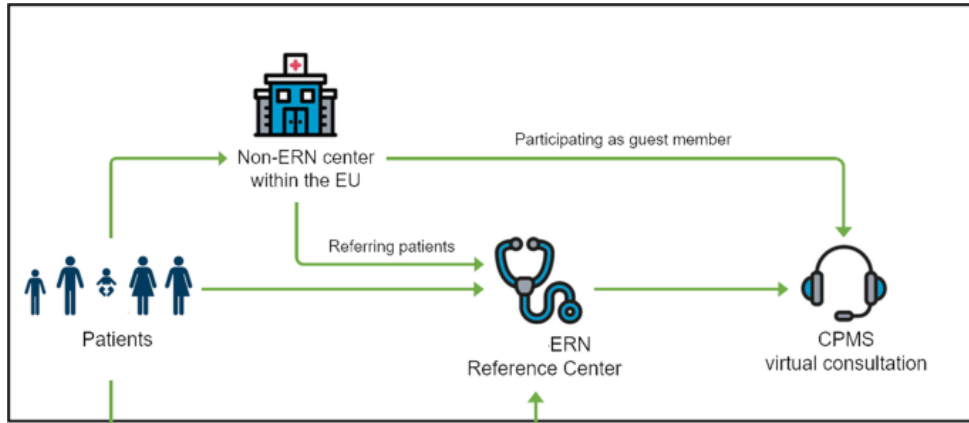 Participating as guest member
Non-ERN center
within the EU
Referring patients
Patients
ERN
Reference Center
CPMS
virtual consultation